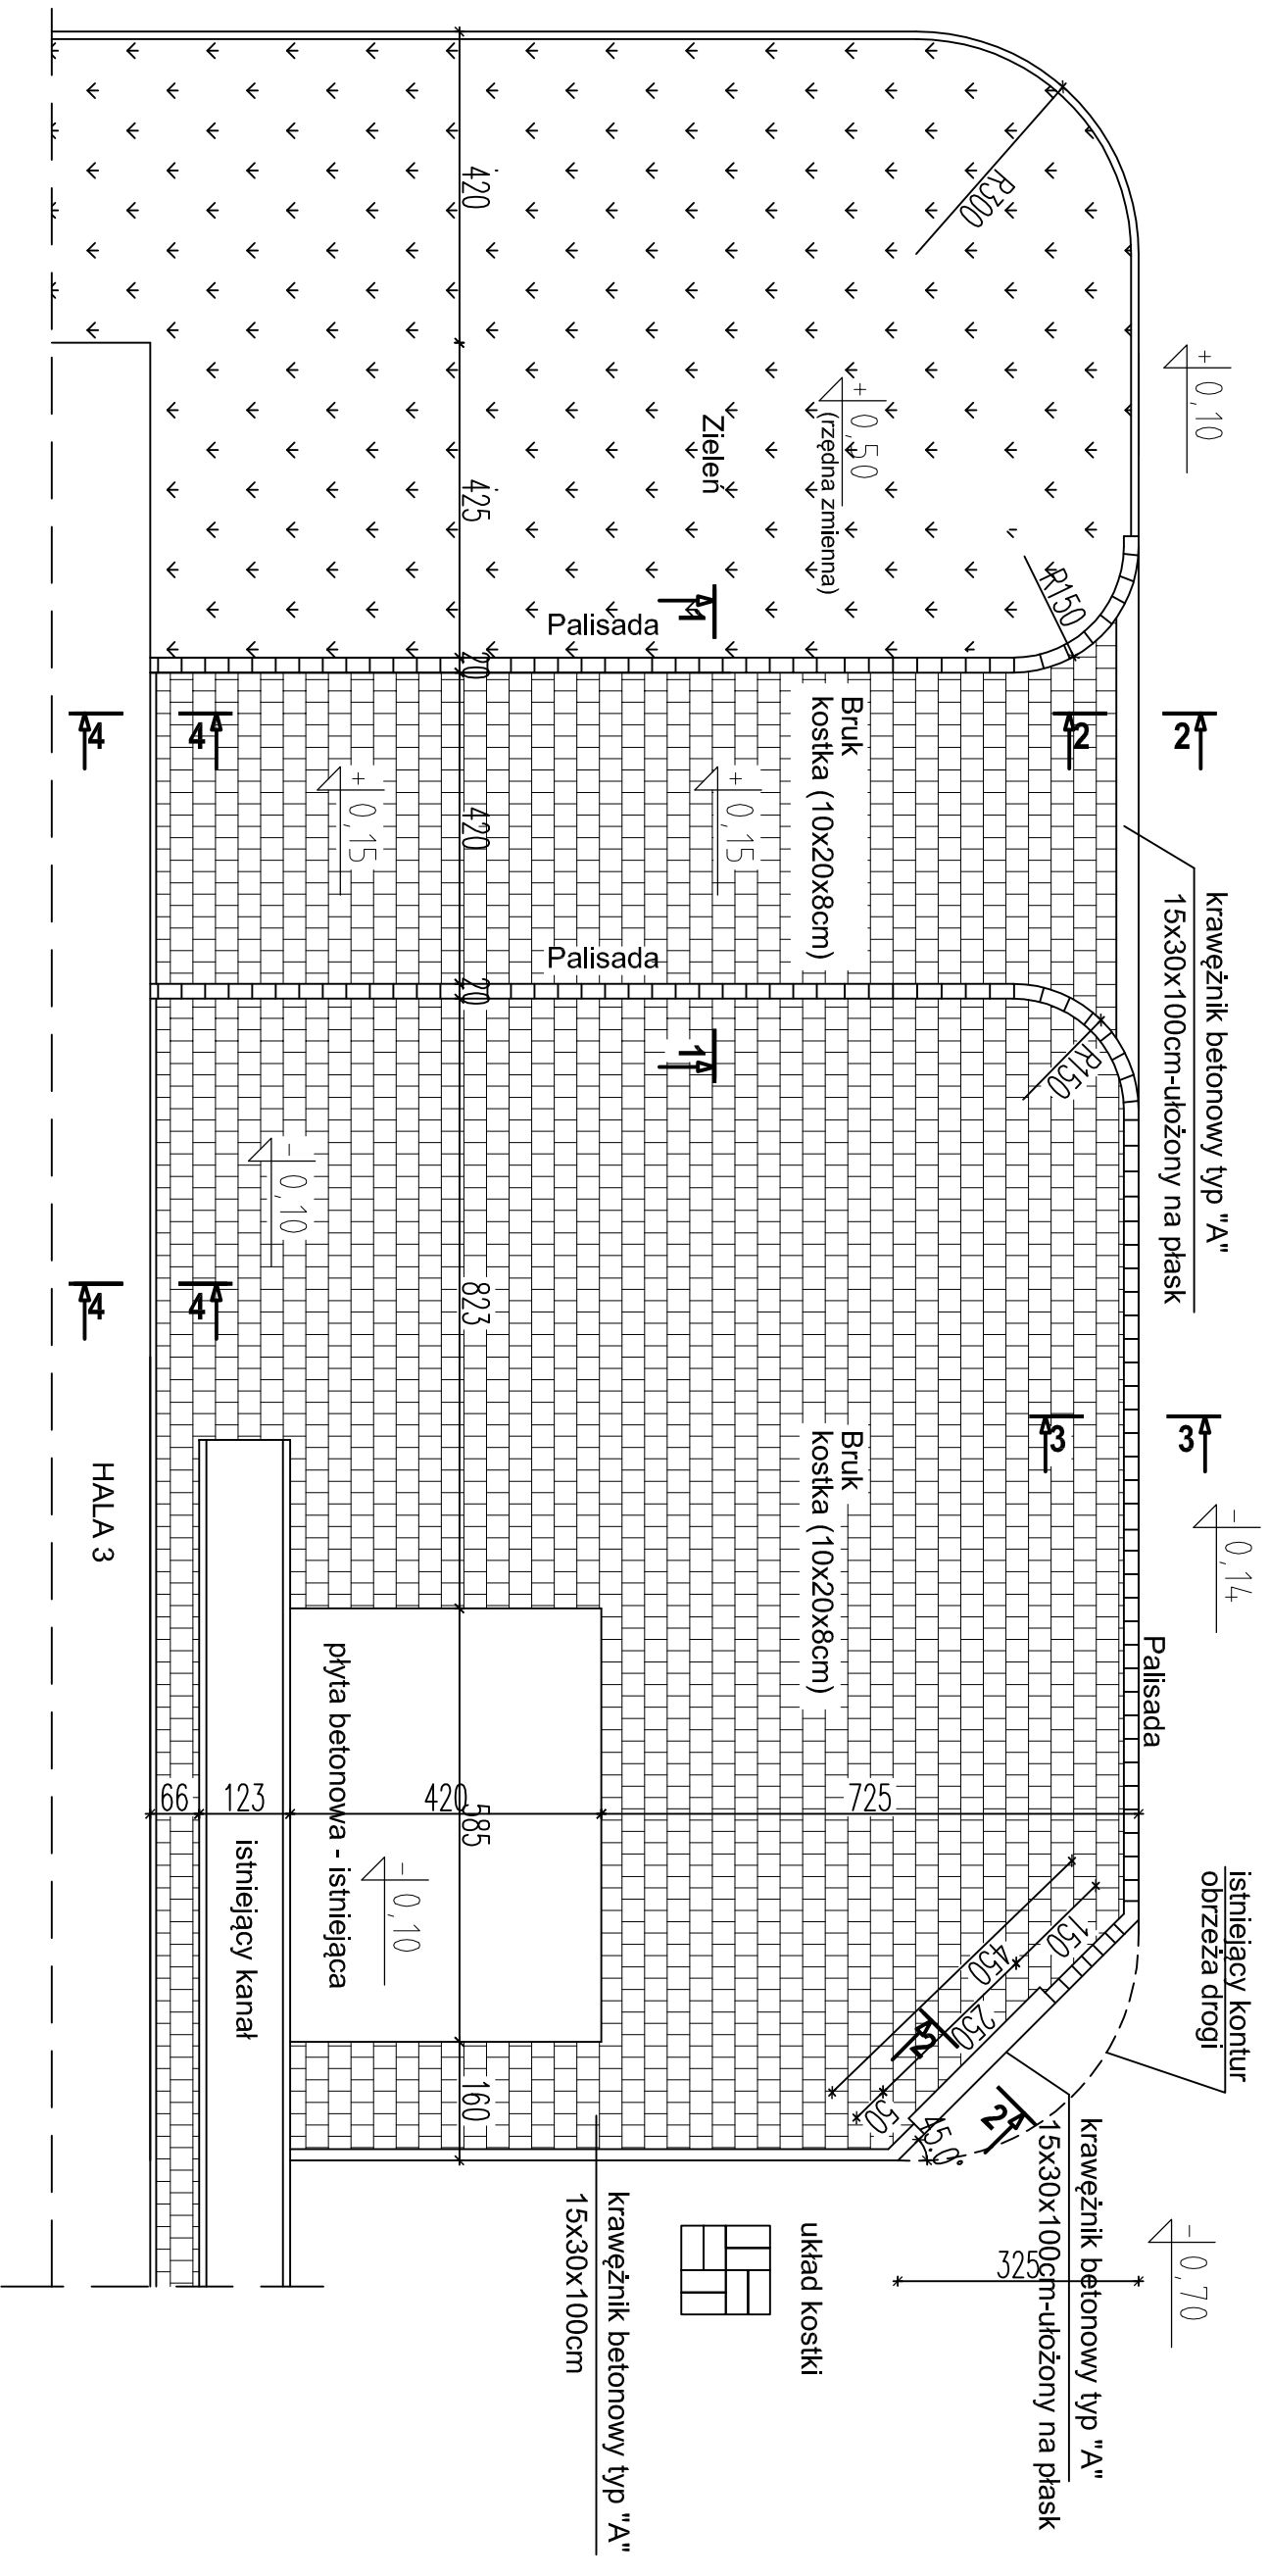 +0,10
R300
+0,50
(rzędna zmienna)
Zieleń
420
425
R150
Palisada
1
20
2
2
4
4
Bruk
kostka (10x20x8cm)
+0,15
+0,15
420
krawężnik betonowy typ "A"
15x30x100cm-ułożony na płask
Palisada
20
1
R150
-0,10
823
4
4
3
3
-0,14
HALA 3
Bruk
kostka (10x20x8cm)
Palisada
66
123
420
585
725
płyta betonowa - istniejąca
-0,10
istniejący kanał
istniejący kontur
obrzeża drogi
150
450
250
50
2
2
45.0°
160
krawężnik betonowy typ "A"
15x30x100cm-ułożony na płask
-0,70
325
układ kostki
krawężnik betonowy typ "A"
15x30x100cm